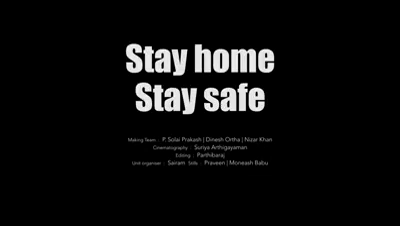 Stay home
Stay safe
Making Team : P. Solai Prakash | Dinesh Ortha | Nizar Khan
Cinematography : Suriya Arthigayaman
Editing : Parthibaraj
Unit organiser : Sairam Stills : Praveen | Moneash Babu